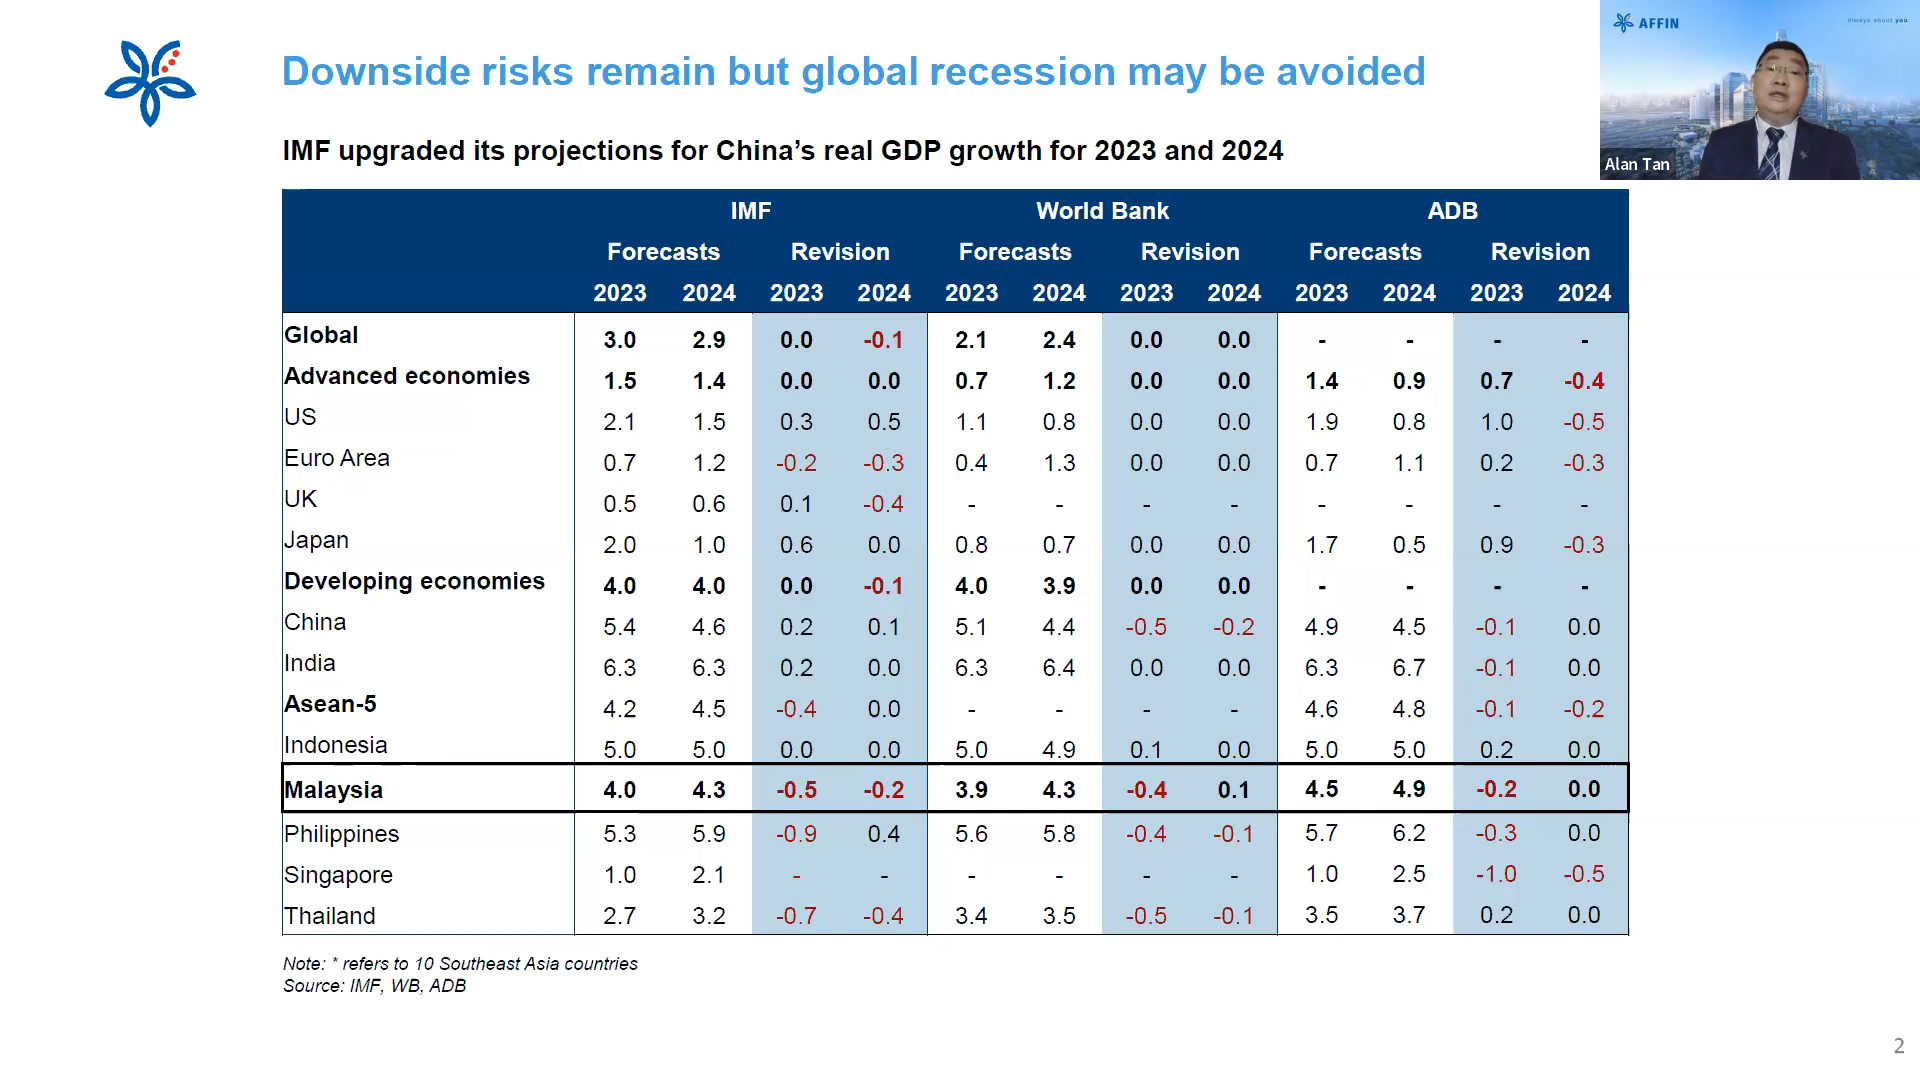 AFFIN
always about you
Alan Tan
Downside risks remain but global recession may be avoided
IMF upgraded its projections for China’s real GDP growth for 2023 and 2024
IMF World Bank ADB
Forecasts Revision Forecasts Revision Forecasts Revision
2023 2024 2023 2024 2023 2024 2023 2024 2023 2024 2023 2024
Global 3.0 2.9 0.0 -0.1 2.1 2.4 0.0 0.0 - - - -
Advanced economies 1.5 1.4 0.0 0.0 0.7 1.2 0.0 0.0 1.4 0.9 0.7 -0.4
US 2.1 1.5 0.3 0.5 1.1 0.8 0.0 0.0 1.9 0.8 1.0 -0.5
Euro Area 0.7 1.2 -0.2 -0.3 0.4 1.3 0.0 0.0 0.7 1.1 0.2 -0.3
UK 0.5 0.6 0.1 -0.4 - - - - - - - -
Japan 2.0 1.0 0.6 0.0 0.8 0.7 0.0 0.0 1.7 0.5 0.9 -0.3
Developing economies 4.0 4.0 0.0 -0.1 4.0 3.9 0.0 0.0 - - - -
China 5.4 4.6 0.2 0.1 5.1 4.4 -0.5 -0.2 4.9 4.5 -0.1 0.0
India 6.3 6.3 0.2 0.0 6.3 6.4 0.0 0.0 6.3 6.7 -0.1 0.0
Asean-5 4.2 4.5 -0.4 0.0 - - - - 4.6 4.8 -0.1 -0.2
Indonesia 5.0 5.0 0.0 0.0 5.0 4.9 0.1 0.0 5.0 5.0 0.2 0.0
Malaysia 4.0 4.3 -0.5 -0.2 3.9 4.3 -0.4 0.1 4.5 4.9 -0.2 0.0
Philippines 5.3 5.9 -0.9 0.4 5.6 5.8 -0.4 -0.1 5.7 6.2 -0.3 0.0
Singapore 1.0 2.1 - - - - - - 1.0 2.5 -1.0 -0.5
Thailand 2.7 3.2 -0.7 -0.4 3.4 3.5 -0.5 -0.1 3.5 3.7 0.2 0.0
Note: * refers to 10 Southeast Asia countries
Source: IMF, WB, ADB
2